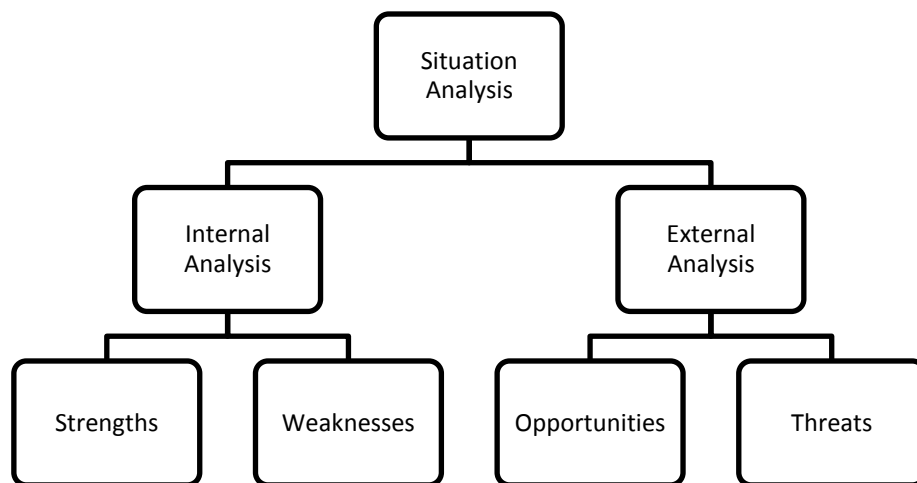 Situation
Analysis
Internal
Analysis
External
Analysis
Strengths
Weaknesses
Opportunities
Threats